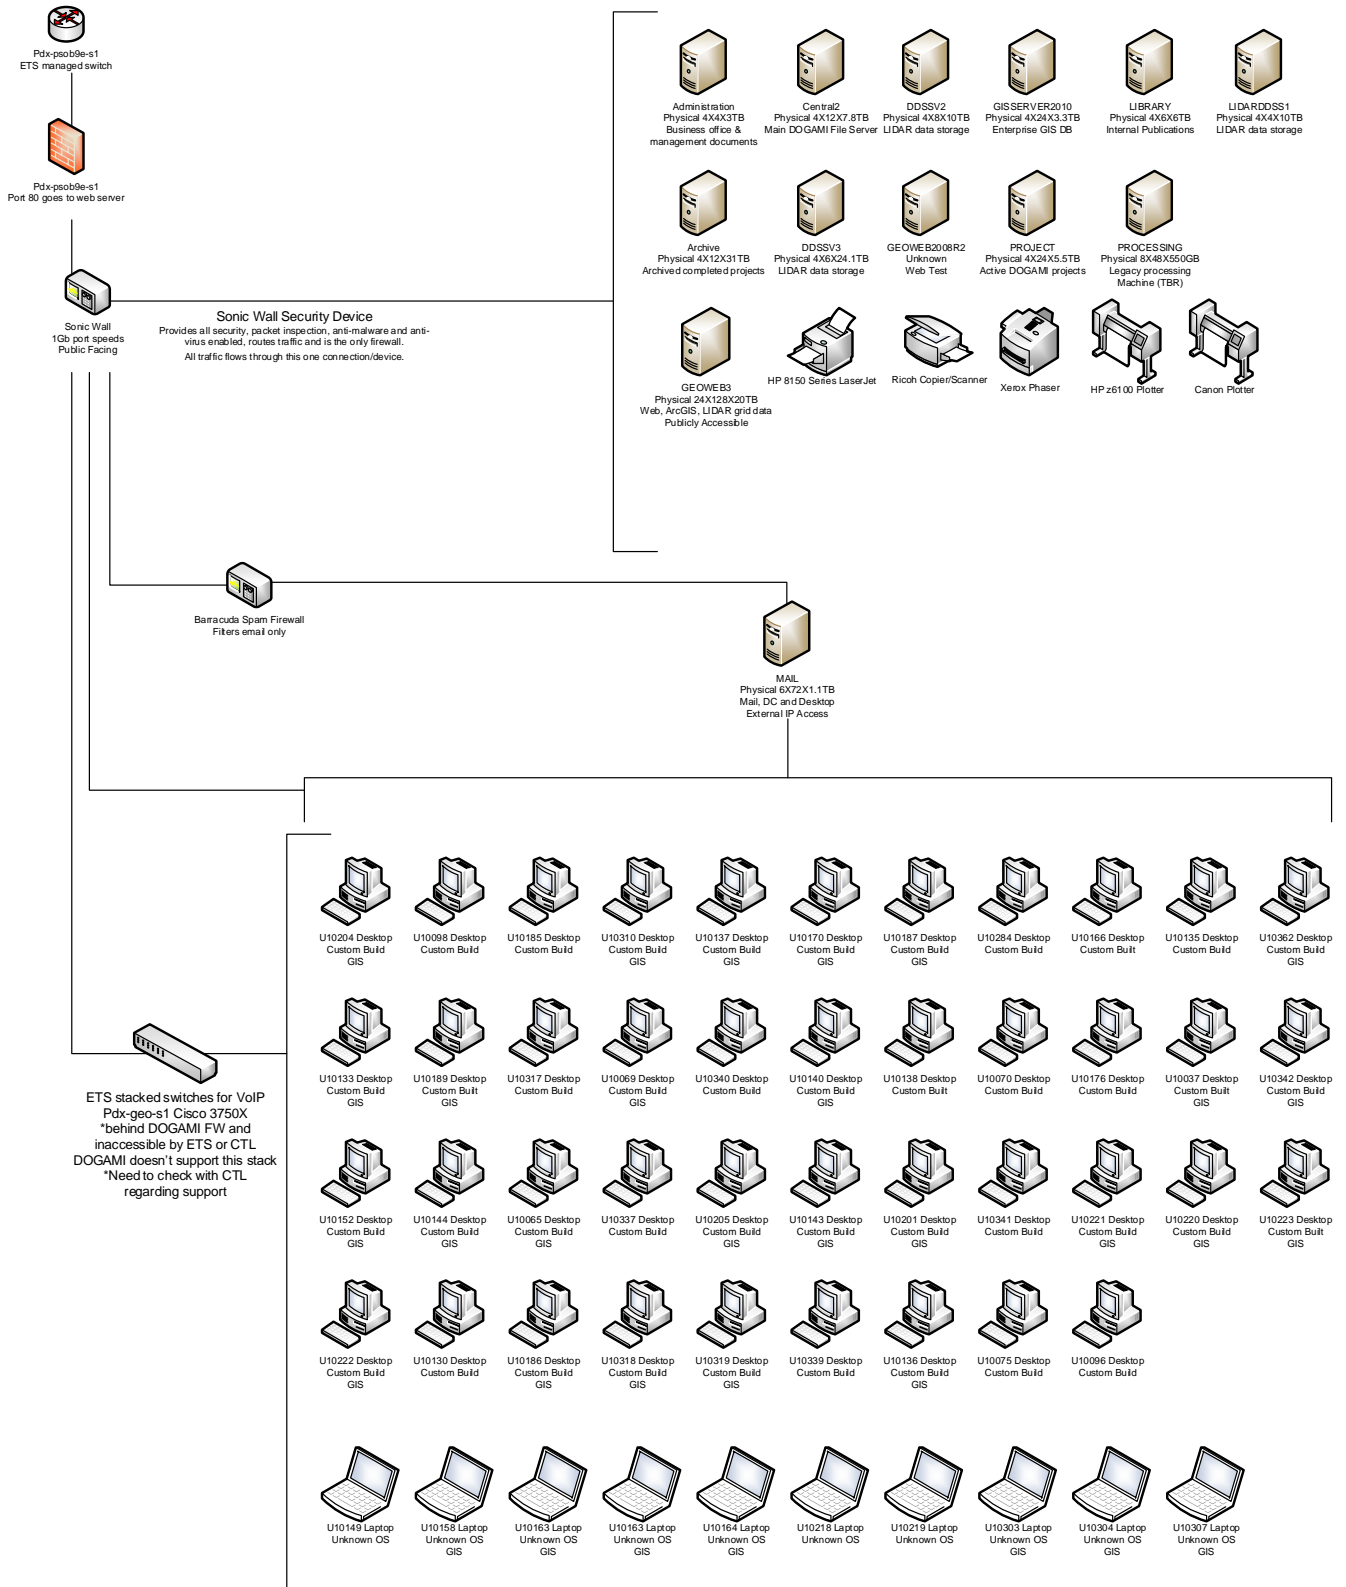 Pdx-psob9e-s1
ETS managed switch
Pdx-psob9e-s1
Port 80 goes to web server
Sonic Wall
1Gb port speeds
Public Facing
Sonic Wall Security Device
Provides all security, packet inspection, anti-malware and anti-
virus enabled, routes traffic and is the only firewall.
All traffic flows through this one connection/device.
Administration
Physical 4X4X3TB
Business office &
management documents
Central2
Physical 4X12X7.8TB
Main DOGAMI File Server
DDSSV2
Physical 4X8X10TB
LIDAR data storage
GISSERVER2010
Physical 4X24X3.3TB
Enterprise GIS DB
LIBRARY
Physical 4X6X6TB
Internal Publications
LIDARDDSS1
Physical 4X4X10TB
LIDAR data storage
Archive
Physical 4X12X31TB
Archived completed projects
DDSSV3
Physical 4X6X24.1TB
LIDAR data storage
GEOWEB2008R2
Unknown
Web Test
PROJECT
Physical 4X24X5.5TB
Active DOGAMI projects
PROCESSING
Physical 8X48X550GB
Legacy processing
Machine (TBR)
GEOWEB3
Physical 24X128X20TB
Web, ArcGIS, LIDAR grid data
Publicly Accessible
HP 8150 Series LaserJet
Ricoh Copier/Scanner
Xerox Phaser
HP z6100 Plotter
Canon Plotter
Barracuda Spam Firewall
Filters email only
MAIL
Physical 6X72X1.1TB
Mail, DC and Desktop
External IP Access
ETS stacked switches for VoIP
Pdx-geo-s1 Cisco 3750X
*behind DOGAMI FW and
inaccessible by ETS or CTL
DOGAMI doesn't support this stack
*Need to check with CTL
regarding support
U10204 Desktop
Custom Build
GIS
U10098 Desktop
Custom Build
U10185 Desktop
Custom Build
U10310 Desktop
Custom Build
GIS
U10137 Desktop
Custom Build
U10170 Desktop
Custom Build
GIS
U10187 Desktop
Custom Build
GIS
U10284 Desktop
Custom Build
U10166 Desktop
Custom Built
U10135 Desktop
Custom Build
U10362 Desktop
Custom Build
GIS
U10133 Desktop
Custom Build
GIS
U10189 Desktop
Custom Built
GIS
U10317 Desktop
Custom Build
U10069 Desktop
Custom Build
GIS
U10340 Desktop
Custom Build
U10140 Desktop
Custom Build
GIS
U10138 Desktop
Custom Built
U10070 Desktop
Custom Build
U10176 Desktop
Custom Build
U10037 Desktop
Custom Built
GIS
U10342 Desktop
Custom Build
GIS
U10152 Desktop
Custom Build
GIS
U10144 Desktop
Custom Build
GIS
U10065 Desktop
Custom Build
GIS
U10337 Desktop
Custom Build
U10205 Desktop
Custom Build
GIS
U10143 Desktop
Custom Build
GIS
U10201 Desktop
Custom Build
GIS
U10341 Desktop
Custom Build
U10221 Desktop
Custom Build
GIS
U10220 Desktop
Custom Build
GIS
U10223 Desktop
Custom Built
GIS
U10222 Desktop
Custom Build
GIS
U10130 Desktop
Custom Build
U10186 Desktop
Custom Build
GIS
U10318 Desktop
Custom Build
GIS
U10319 Desktop
Custom Build
GIS
U10339 Desktop
Custom Build
U10136 Desktop
Custom Build
GIS
U10075 Desktop
Custom Build
U10096 Desktop
Custom Build
U10149 Laptop
Unknown OS
U10158 Laptop
Unknown OS
GIS
U10163 Laptop
Unknown OS
GIS
U10163 Laptop
Unknown OS
GIS
U10164 Laptop
Unknown OS
GIS
U10218 Laptop
Unknown OS
U10219 Laptop
Unknown OS
U10303 Laptop
Unknown OS
GIS
U10304 Laptop
Unknown OS
GIS
U10307 Laptop
Unknown OS
GIS